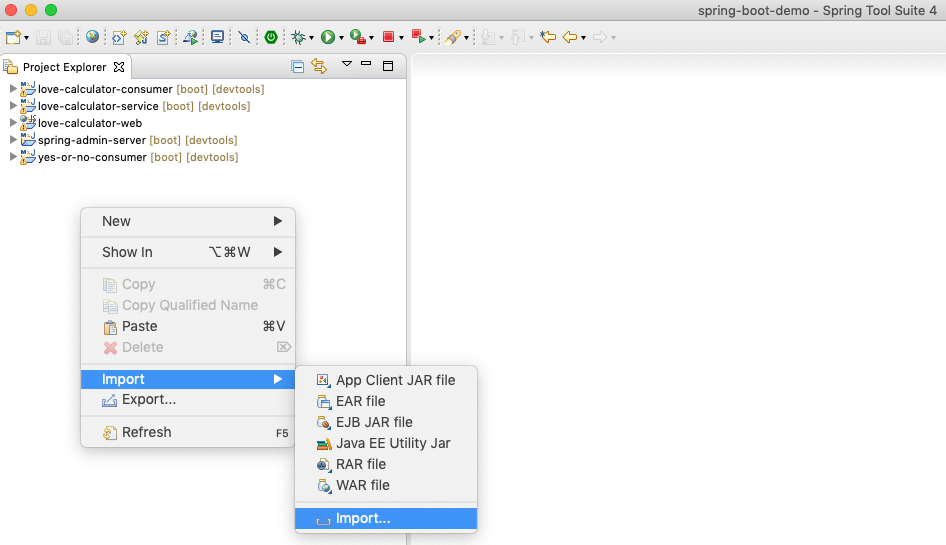 spring-boot-demo - Spring Tool Suite 4
Project Explorer
love-calculator-consumer [boot] [devtools]
love-calculator-service [boot] [devtools]
love-calculator-web
spring-admin-server [boot] [devtools]
yes-or-no-consumer [boot] [devtools]
New
Show In ⌥⌘W
Copy ⌘C
Copy Qualified Name
Paste ⌘V
Delete ⌦
Import
Export...
Refresh F5
App Client JAR file
EAR file
EJB JAR file
Java EE Utility Jar
RAR file
WAR file
Import...